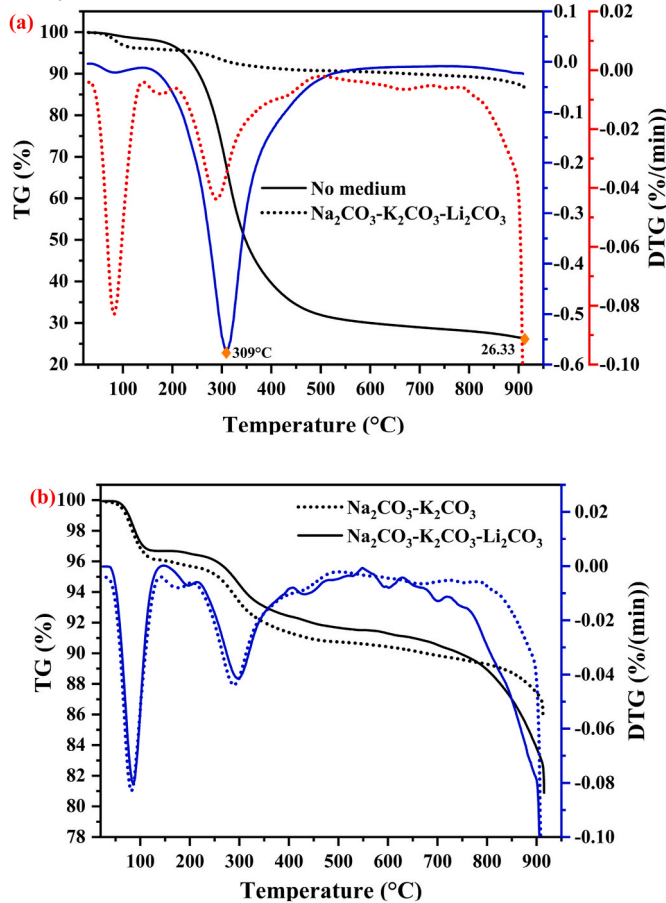 (a)
100
90
80
70
60
50
40
30
20
TG (%)
0.1
0.0
-0.1
-0.2
-0.3
-0.4
-0.5
-0.6
0.02
0.00
-0.02
-0.04
-0.06
-0.08
-0.10
DTG (%/(min))
No medium
Na₂CO₃-K₂CO₃-Li₂CO₃
309°C
26.33
100 200 300 400 500 600 700 800 900
Temperature (°C)
(b)
100
98
96
94
92
90
88
86
84
82
80
78
TG (%)
Na₂CO₃-K₂CO₃
Na₂CO₃-K₂CO₃-Li₂CO₃
0.02
0.00
-0.02
-0.04
-0.06
-0.08
-0.10
DTG (%/(min))
100 200 300 400 500 600 700 800 900
Temperature (°C)